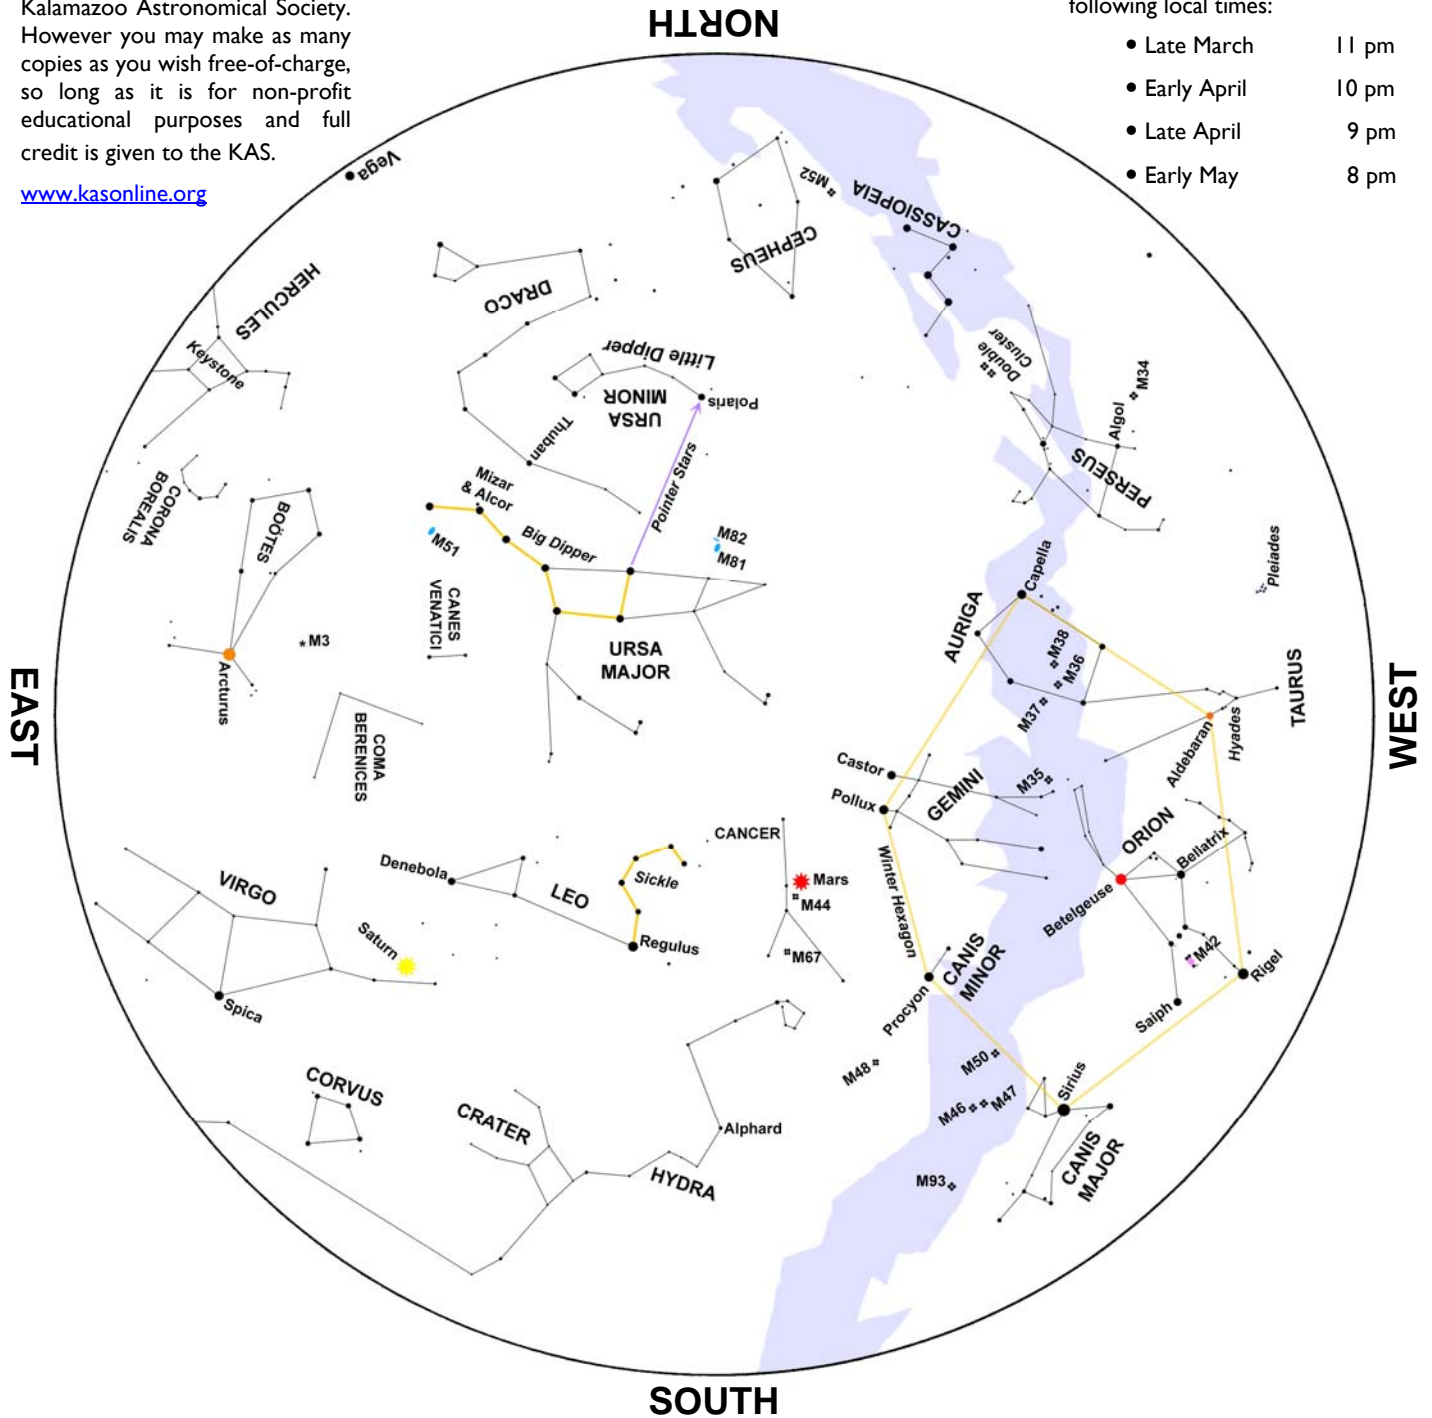 Kalamazoo Astronomical Society.
However you may make as many
copies as you wish free-of-charge,
so long as it is for non-profit
educational purposes and full
credit is given to the KAS.
www.kasonline.org
following local times:
• Late March 11 pm
• Early April 10 pm
• Late April 9 pm
• Early May 8 pm
NORTH
Vega
M52
CASSIOPEIA
CEPHEUS
HERCULES
Keystone
DRACO
Little Dipper
URSA
MINOR
Polaris
Thuban
Double
Cluster
M34
Algol
PERSEUS
Pointer Stars
Mizar
& Alcor
Big Dipper
M51
M82
M81
CORONA
BOREALIS
BOÖTES
CANES
VENATICI
URSA
MAJOR
M3
Arcturus
Capella
Pleiades
AURIGA
M38
M36
M37
TAURUS
Hyades
Aldebaran
EAST
WEST
COMA
BERENICES
Castor
Pollux
GEMINI
M35
ORION
Bellatrix
Betelgeuse
CANCER
Mars
M44
M67
Winter Hexagon
Denebola
LEO
Sickle
Regulus
VIRGO
Saturn
Spica
M42
Rigel
Saiph
CANIS
MINOR
Procyon
M48
M50
M46
M47
Sirius
CANIS
MAJOR
M93
CORVUS
CRATER
Alphard
HYDRA
SOUTH